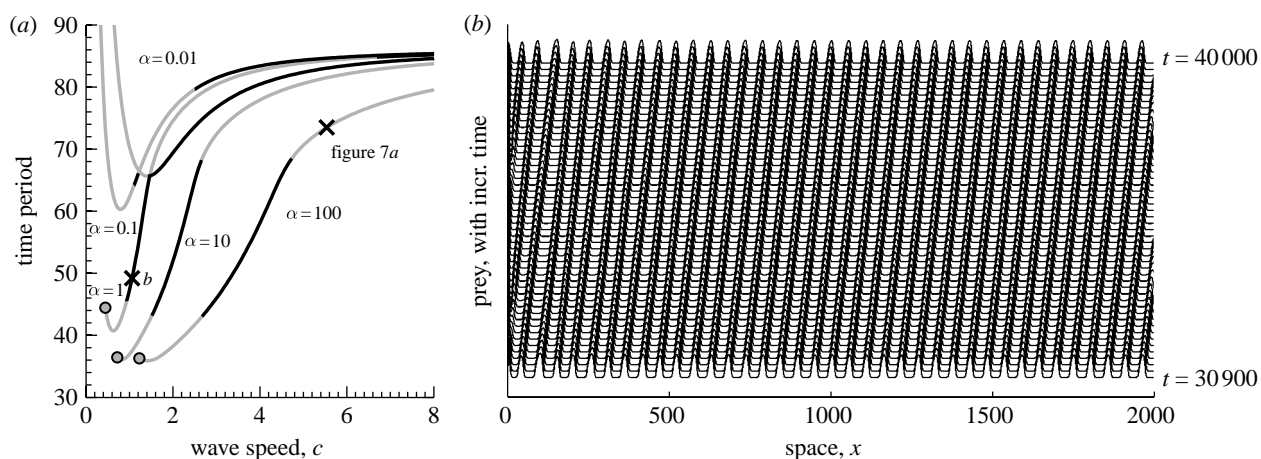 (a)
90
80
70
60
50
40
30
time period
α=0.01
α=0.1
α=1
b
α=10
α=100
figure 7a
0
2
4
6
8
wave speed, c
(b)
prey, with incr. time
t=40 000
t=30 900
0
500
1000
1500
2000
space, x